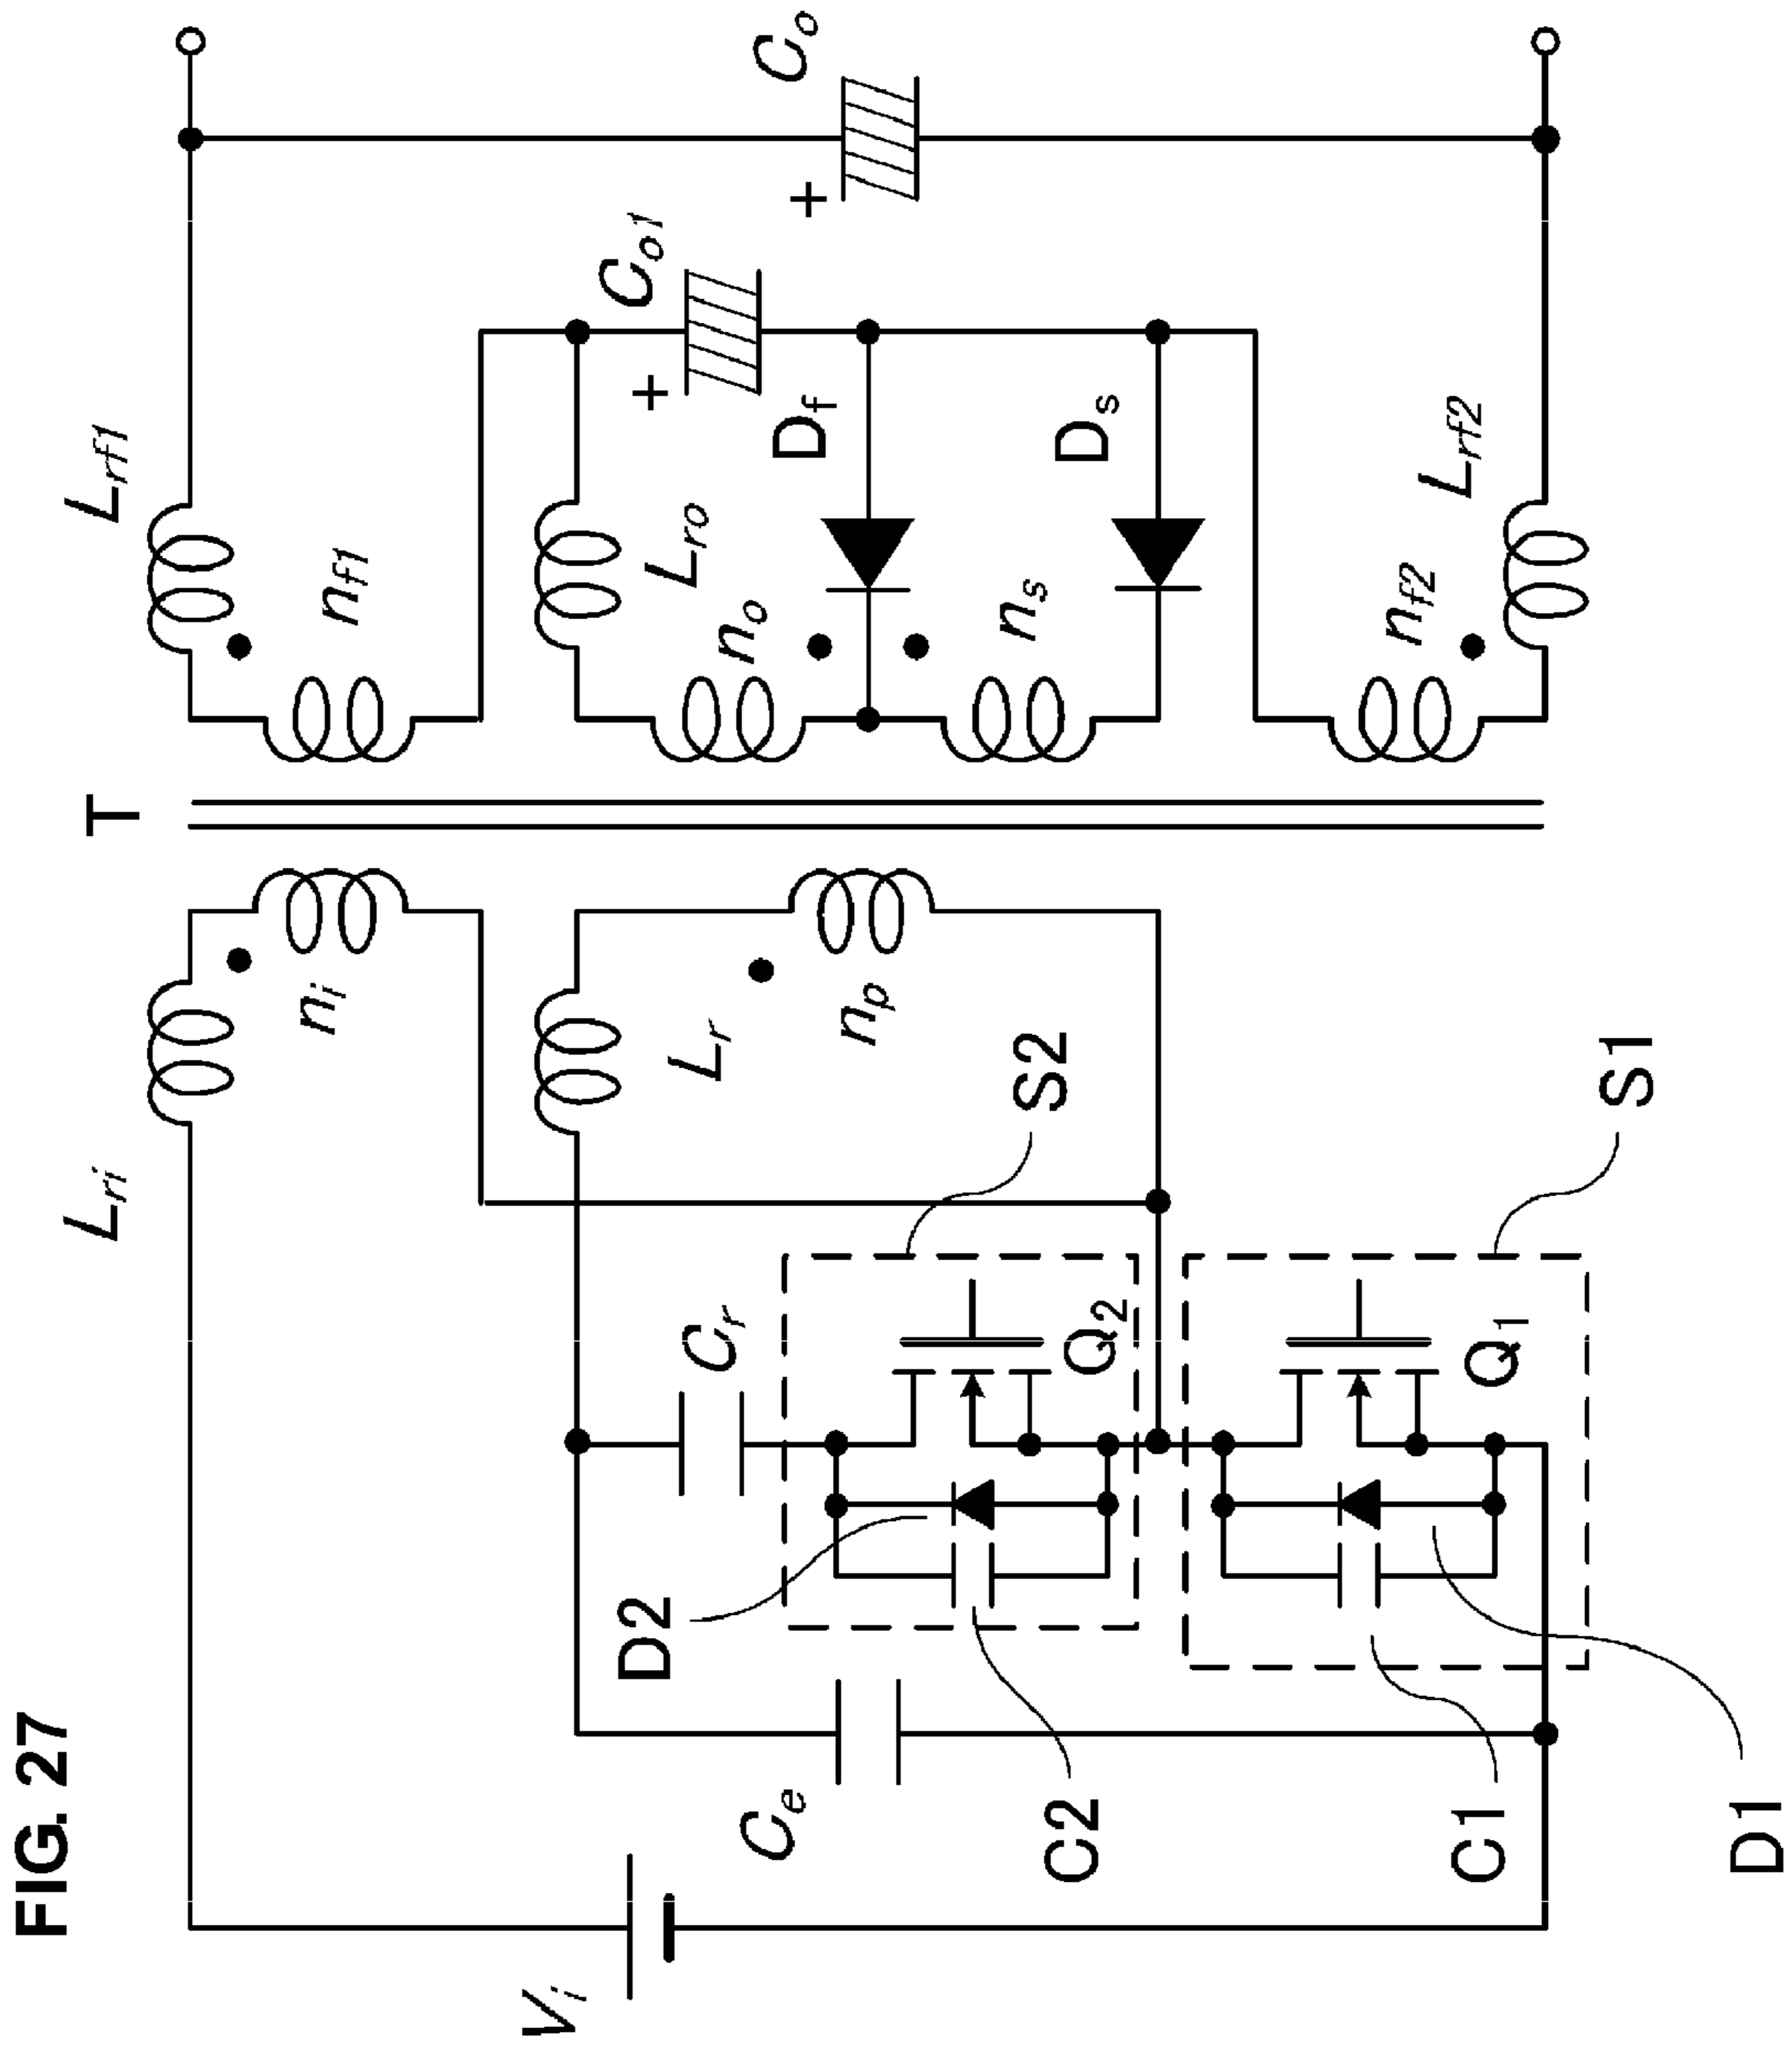 FIG. 27
T
Lri
Lrf1
ni
nf1
Vi
Lr
Lro
Co1
+
Cr
np
no
Co
+
Ce
D2
S2
Df
ns
Ds
C2
Q2
nf2
Lrf2
C1
Q1
S1
D1